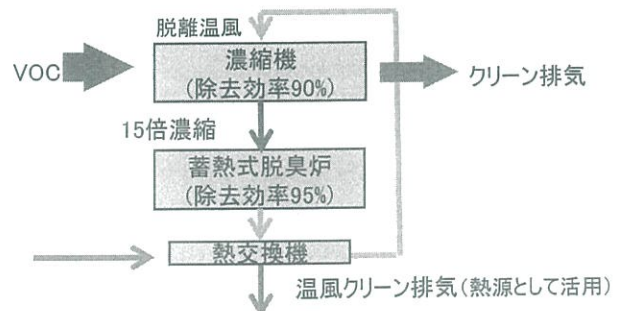 脱離温風
VOC
濃縮機
(除去効率90%)
クリーン排気
15倍濃縮
蓄熱式脱臭炉
(除去効率95%)
熱交換機
温風クリーン排気(熱源として活用)